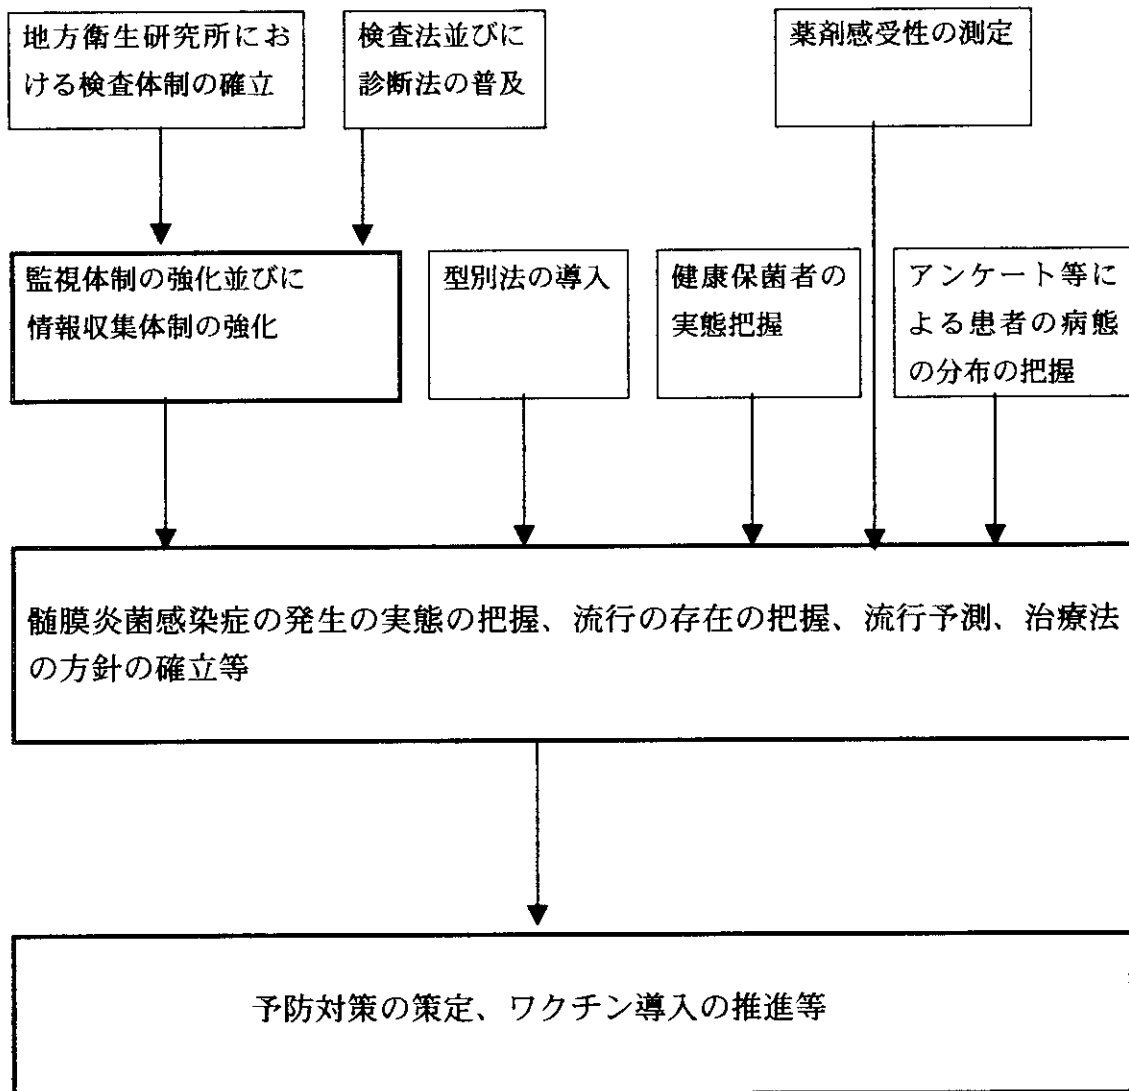 地方衛生研究所にお
ける検査体制の確立
検査法並びに
診断法の普及
薬剤感受性の測定
監視体制の強化並びに
情報収集体制の強化
型別法の導入
健康保菌者の
実態把握
アンケート等に
よる患者の病態
の分布の把握
髄膜炎菌感染症の発生の実態の把握、流行の存在の把握、流行予測、治療法
の方針の確立等
予防対策の策定、ワクチン導入の推進等